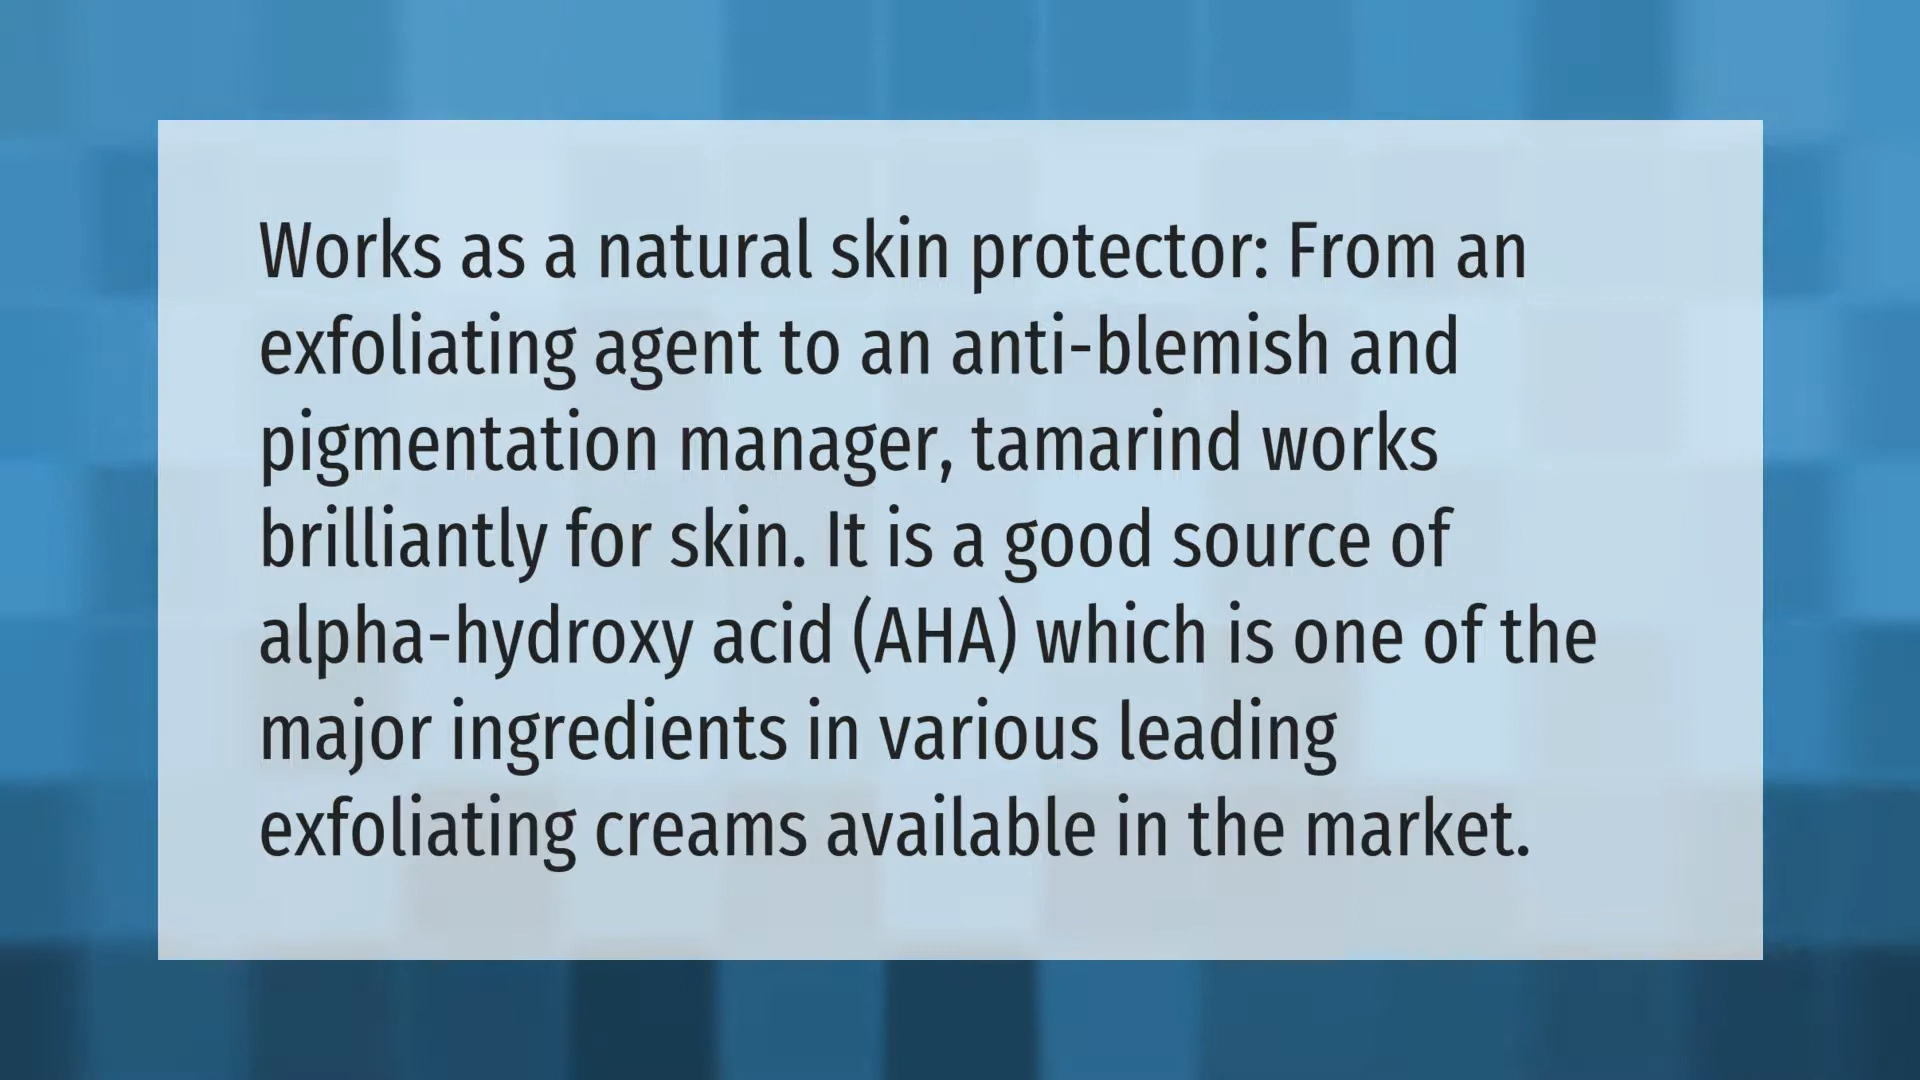 Works as a natural skin protector: From an
exfoliating agent to an anti-blemish and
pigmentation manager, tamarind works
brilliantly for skin. It is a good source of
alpha-hydroxy acid (AHA) which is one of the
major ingredients in various leading
exfoliating creams available in the market.